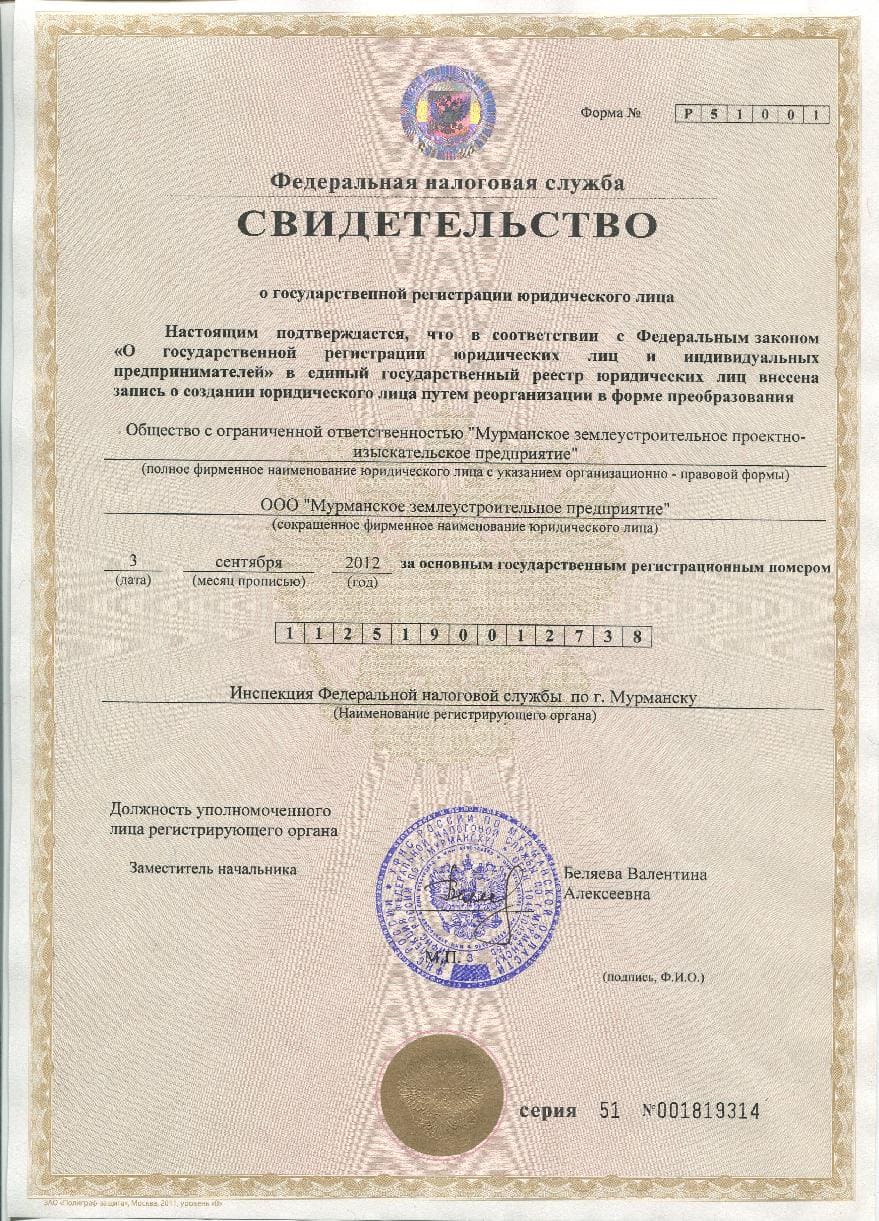 Форма № Р 5 1 0 0 1
Федеральная налоговая служба
СВИДЕТЕЛЬСТВО
о государственной регистрации юридического лица
Настоящим подтверждается, что в соответствии с Федеральным законом
«О государственной регистрации юридических лиц и индивидуальных
предпринимателей» в единый государственный реестр юридических лиц внесена
запись о создании юридического лица путем реорганизации в форме преобразования
Общество с ограниченной ответственностью "Мурманское землеустроительное проектно-
изыскательское предприятие"
(полное фирменное наименование юридического лица с указанием организационно - правовой формы)
ООО "Мурманское землеустроительное предприятие"
(сокращенное фирменное наименование юридического лица)
3 сентября 2012 за основным государственным регистрационным номером
(дата) (месяц прописью) (год)
1 1 2 5 1 9 0 0 1 2 7 3 8
Инспекция Федеральной налоговой службы по г. Мурманску
(Наименование регистрирующего органа)
Должность уполномоченного
лица регистрирующего органа
Заместитель начальника
Беляева Валентина
Алексеевна
М.П.
(подпись, Ф.И.О.)
серия 51 №001819314
ЗАО «Полиграф-защита», Москва, 2011, уровень «В»